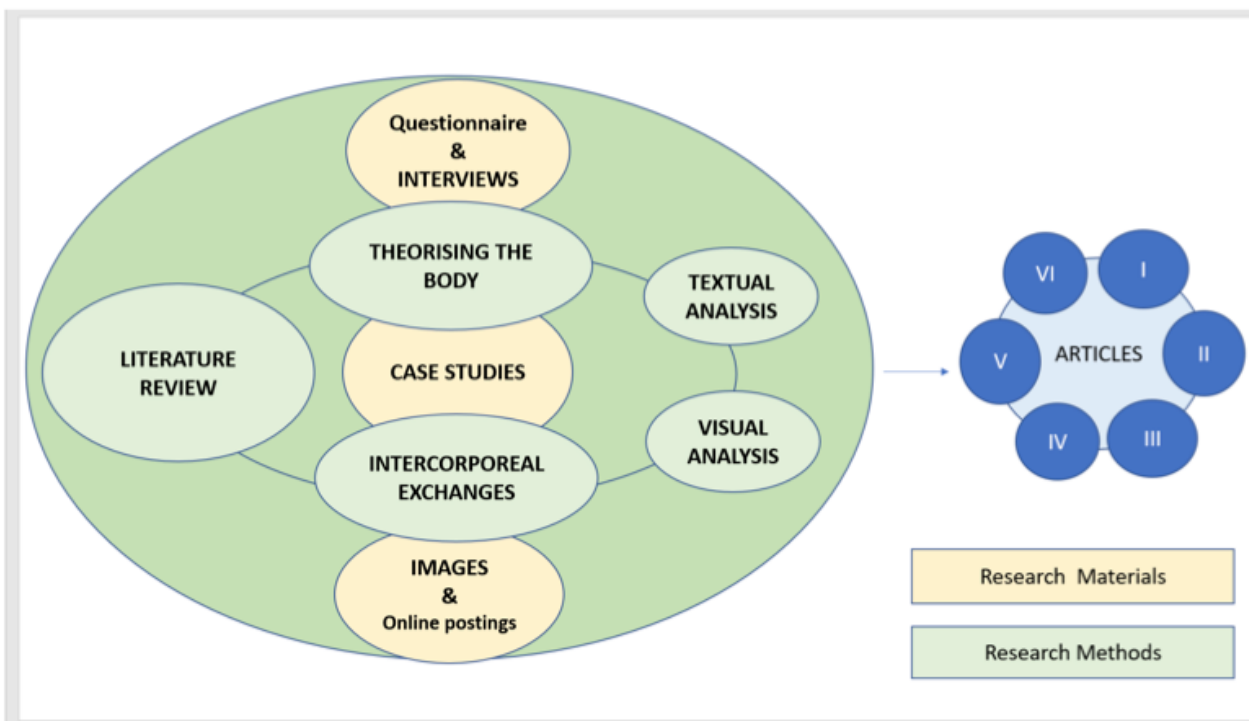 Questionnaire
&
INTERVIEWS
THEORISING THE
BODY
TEXTUAL
ANALYSIS
LITERATURE
REVIEW
CASE STUDIES
VISUAL
ANALYSIS
INTERCORPOREAL
EXCHANGES
IMAGES
&
Online postings
VI
I
V
ARTICLES
II
IV
III
Research Materials
Research Methods